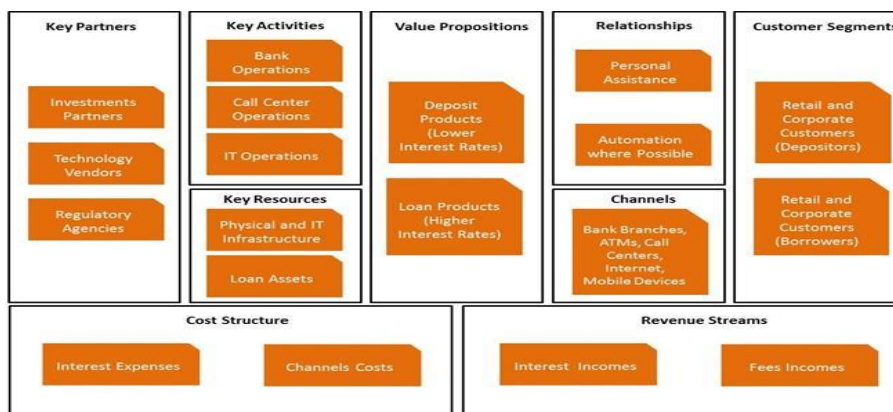 Key Partners
Investments
Partners
Technology
Vendors
Regulatory
Agencies
Key Activities
Bank
Operations
Call Center
Operations
IT Operations
Key Resources
Physical and IT
Infrastructure
Loan Assets
Value Propositions
Deposit
Products
(Lower
Interest Rates)
Loan Products
(Higher
Interest Rates)
Relationships
Personal
Assistance
Automation
where Possible
Channels
Bank Branches,
ATMs, Call
Centers,
Internet,
Mobile Devices
Customer Segments
Retail and
Corporate
Customers
(Depositors)
Retail and
Corporate
Customers
(Borrowers)
Cost Structure
Interest Expenses
Channels Costs
Revenue Streams
Interest Incomes
Fees Incomes